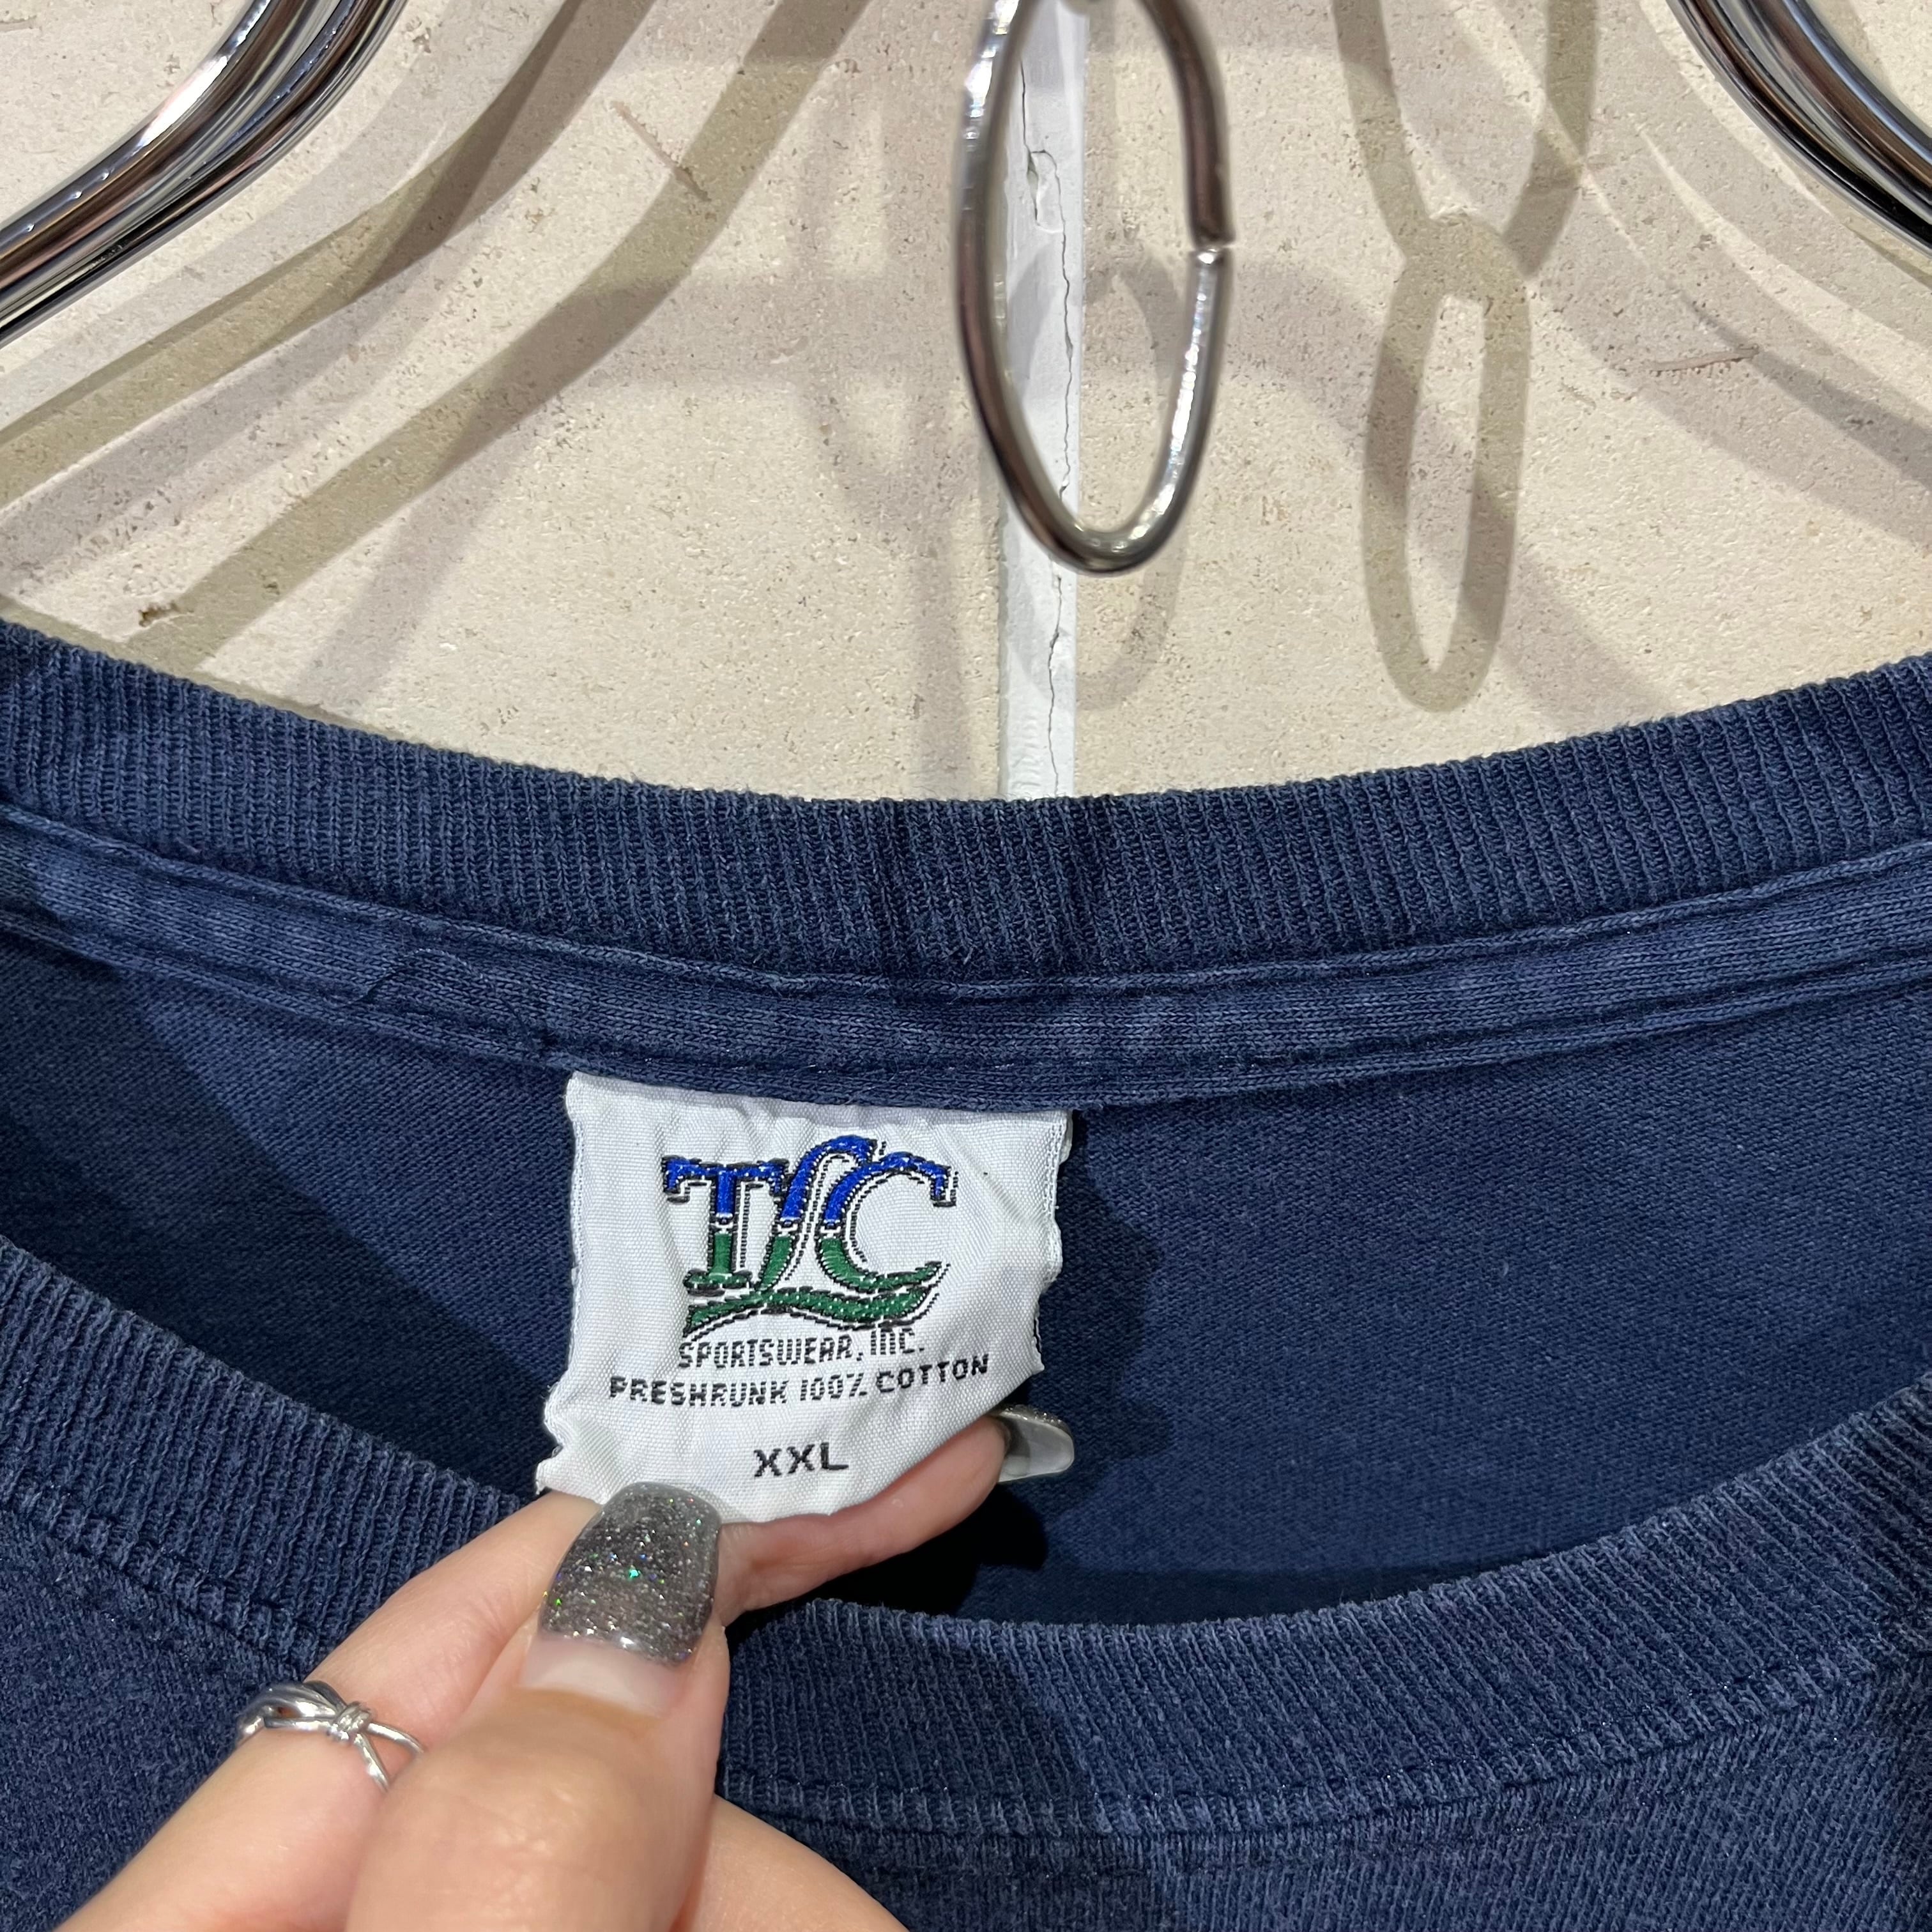 TLC
SPORTSWEAR, INC.
PRESHRUNK 100% COTTON
XXL